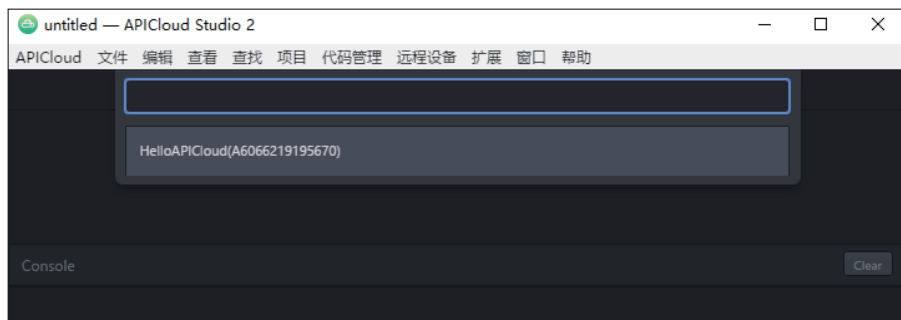 untitled — APICloud Studio 2
APICloud 文件 编辑 查看 查找 项目 代码管理 远程设备 扩展 窗口 帮助
HelloAPICloud(A6066219195670)
Console Clear